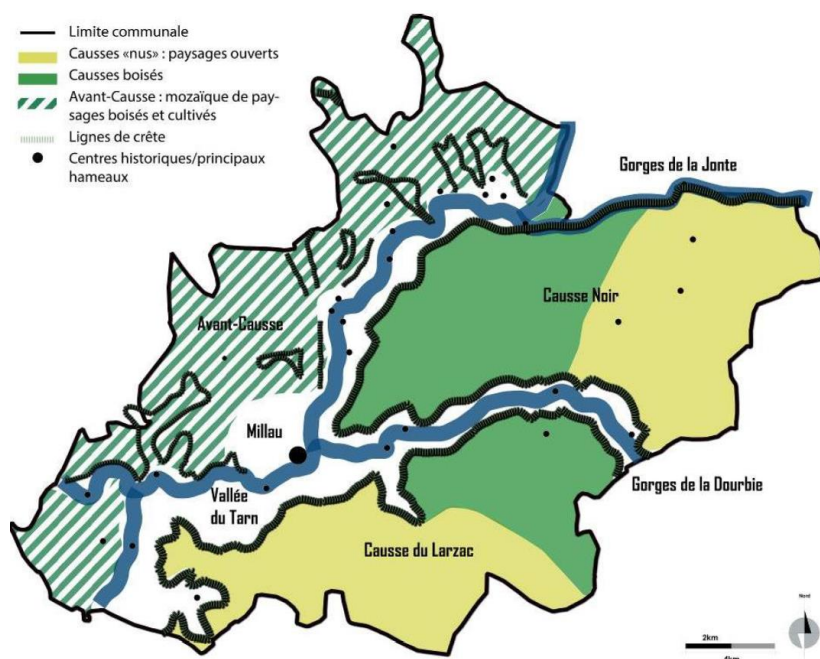 Limite communale
Causses «nus» : paysages ouverts
Causses boisés
Avant-Causse : mozaïque de pay-
sages boisés et cultivés
Lignes de crête
Centres historiques/principaux
hameaux
Gorges de la Jonte
Causse Noir
Avant-Causse
Millau
Vallée
du Tarn
Gorges de la Dourbie
Causse du Larzac
Nord
2km
4km